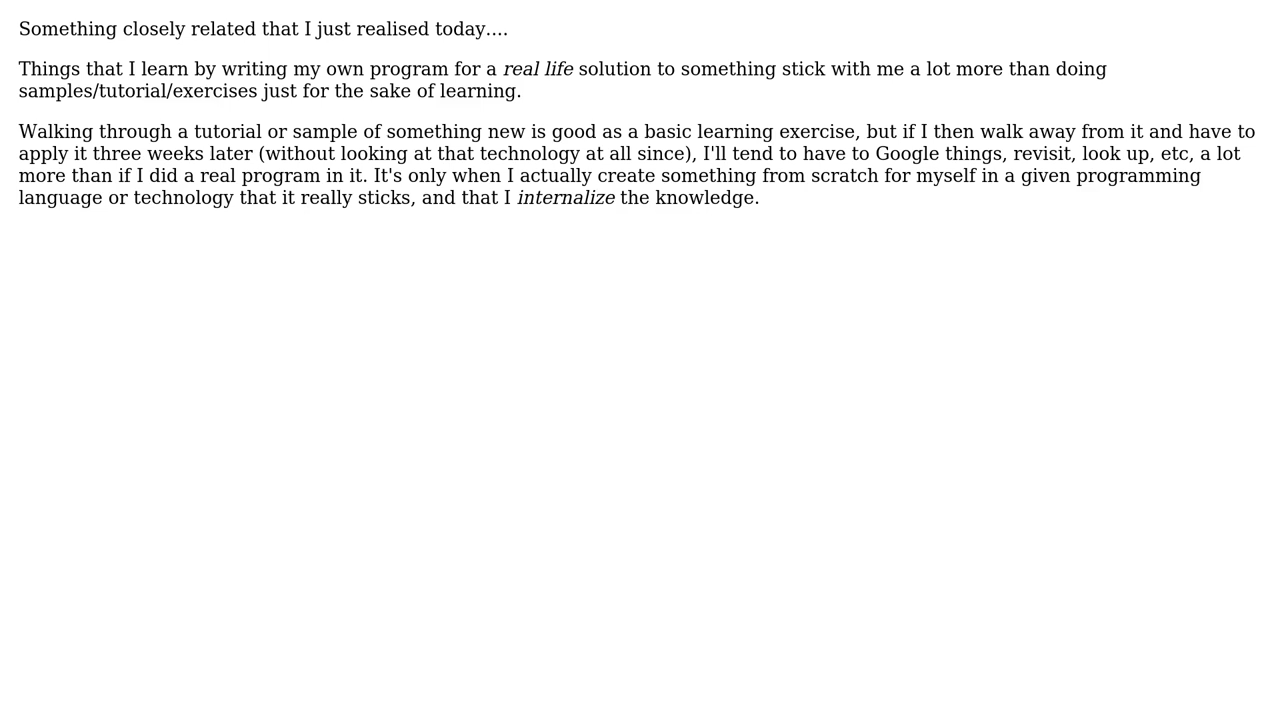 Something closely related that I just realised today....
Things that I learn by writing my own program for a real life solution to something stick with me a lot more than doing
samples/tutorial/exercises just for the sake of learning.
Walking through a tutorial or sample of something new is good as a basic learning exercise, but if I then walk away from it and have to
apply it three weeks later (without looking at that technology at all since), I'll tend to have to Google things, revisit, look up, etc, a lot
more than if I did a real program in it. It's only when I actually create something from scratch for myself in a given programming
language or technology that it really sticks, and that I internalize the knowledge.